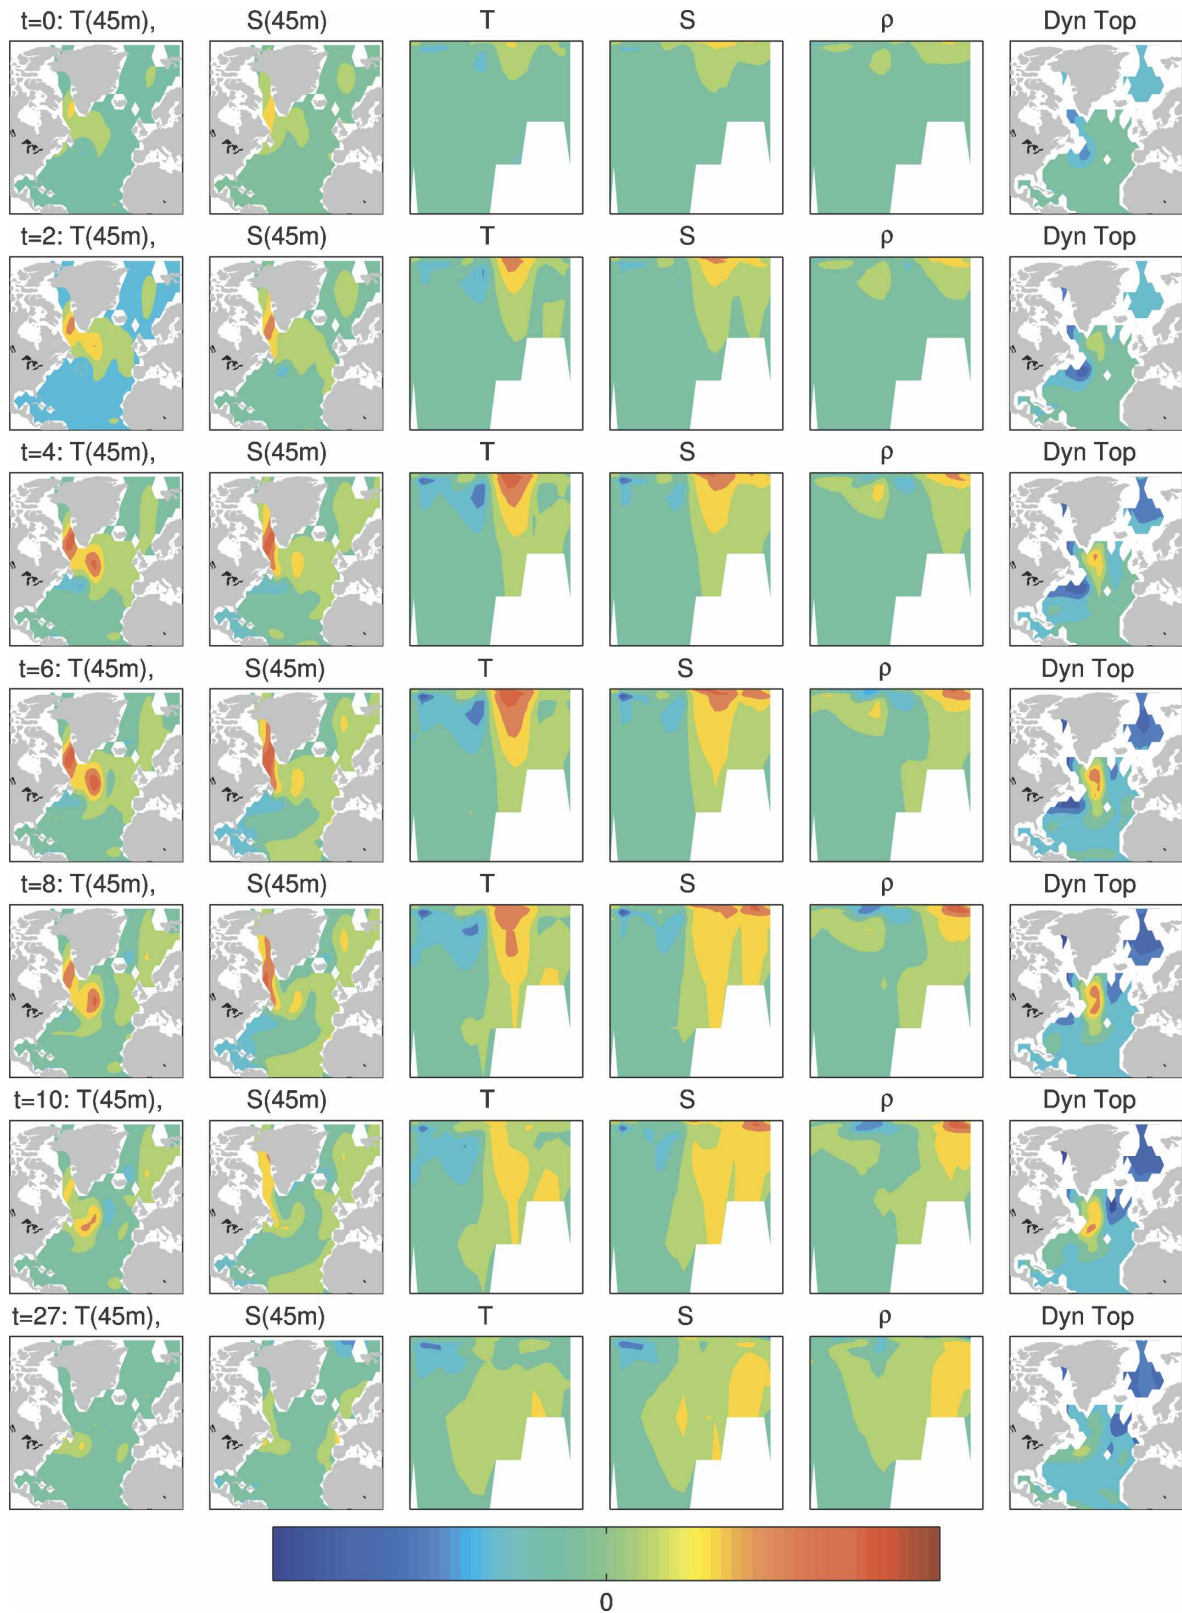 t=0: T(45m), S(45m) T S ρ Dyn Top
t=2: T(45m), S(45m) T S ρ Dyn Top
t=4: T(45m), S(45m) T S ρ Dyn Top
t=6: T(45m), S(45m) T S ρ Dyn Top
t=8: T(45m), S(45m) T S ρ Dyn Top
t=10: T(45m), S(45m) T S ρ Dyn Top
t=27: T(45m), S(45m) T S ρ Dyn Top
0